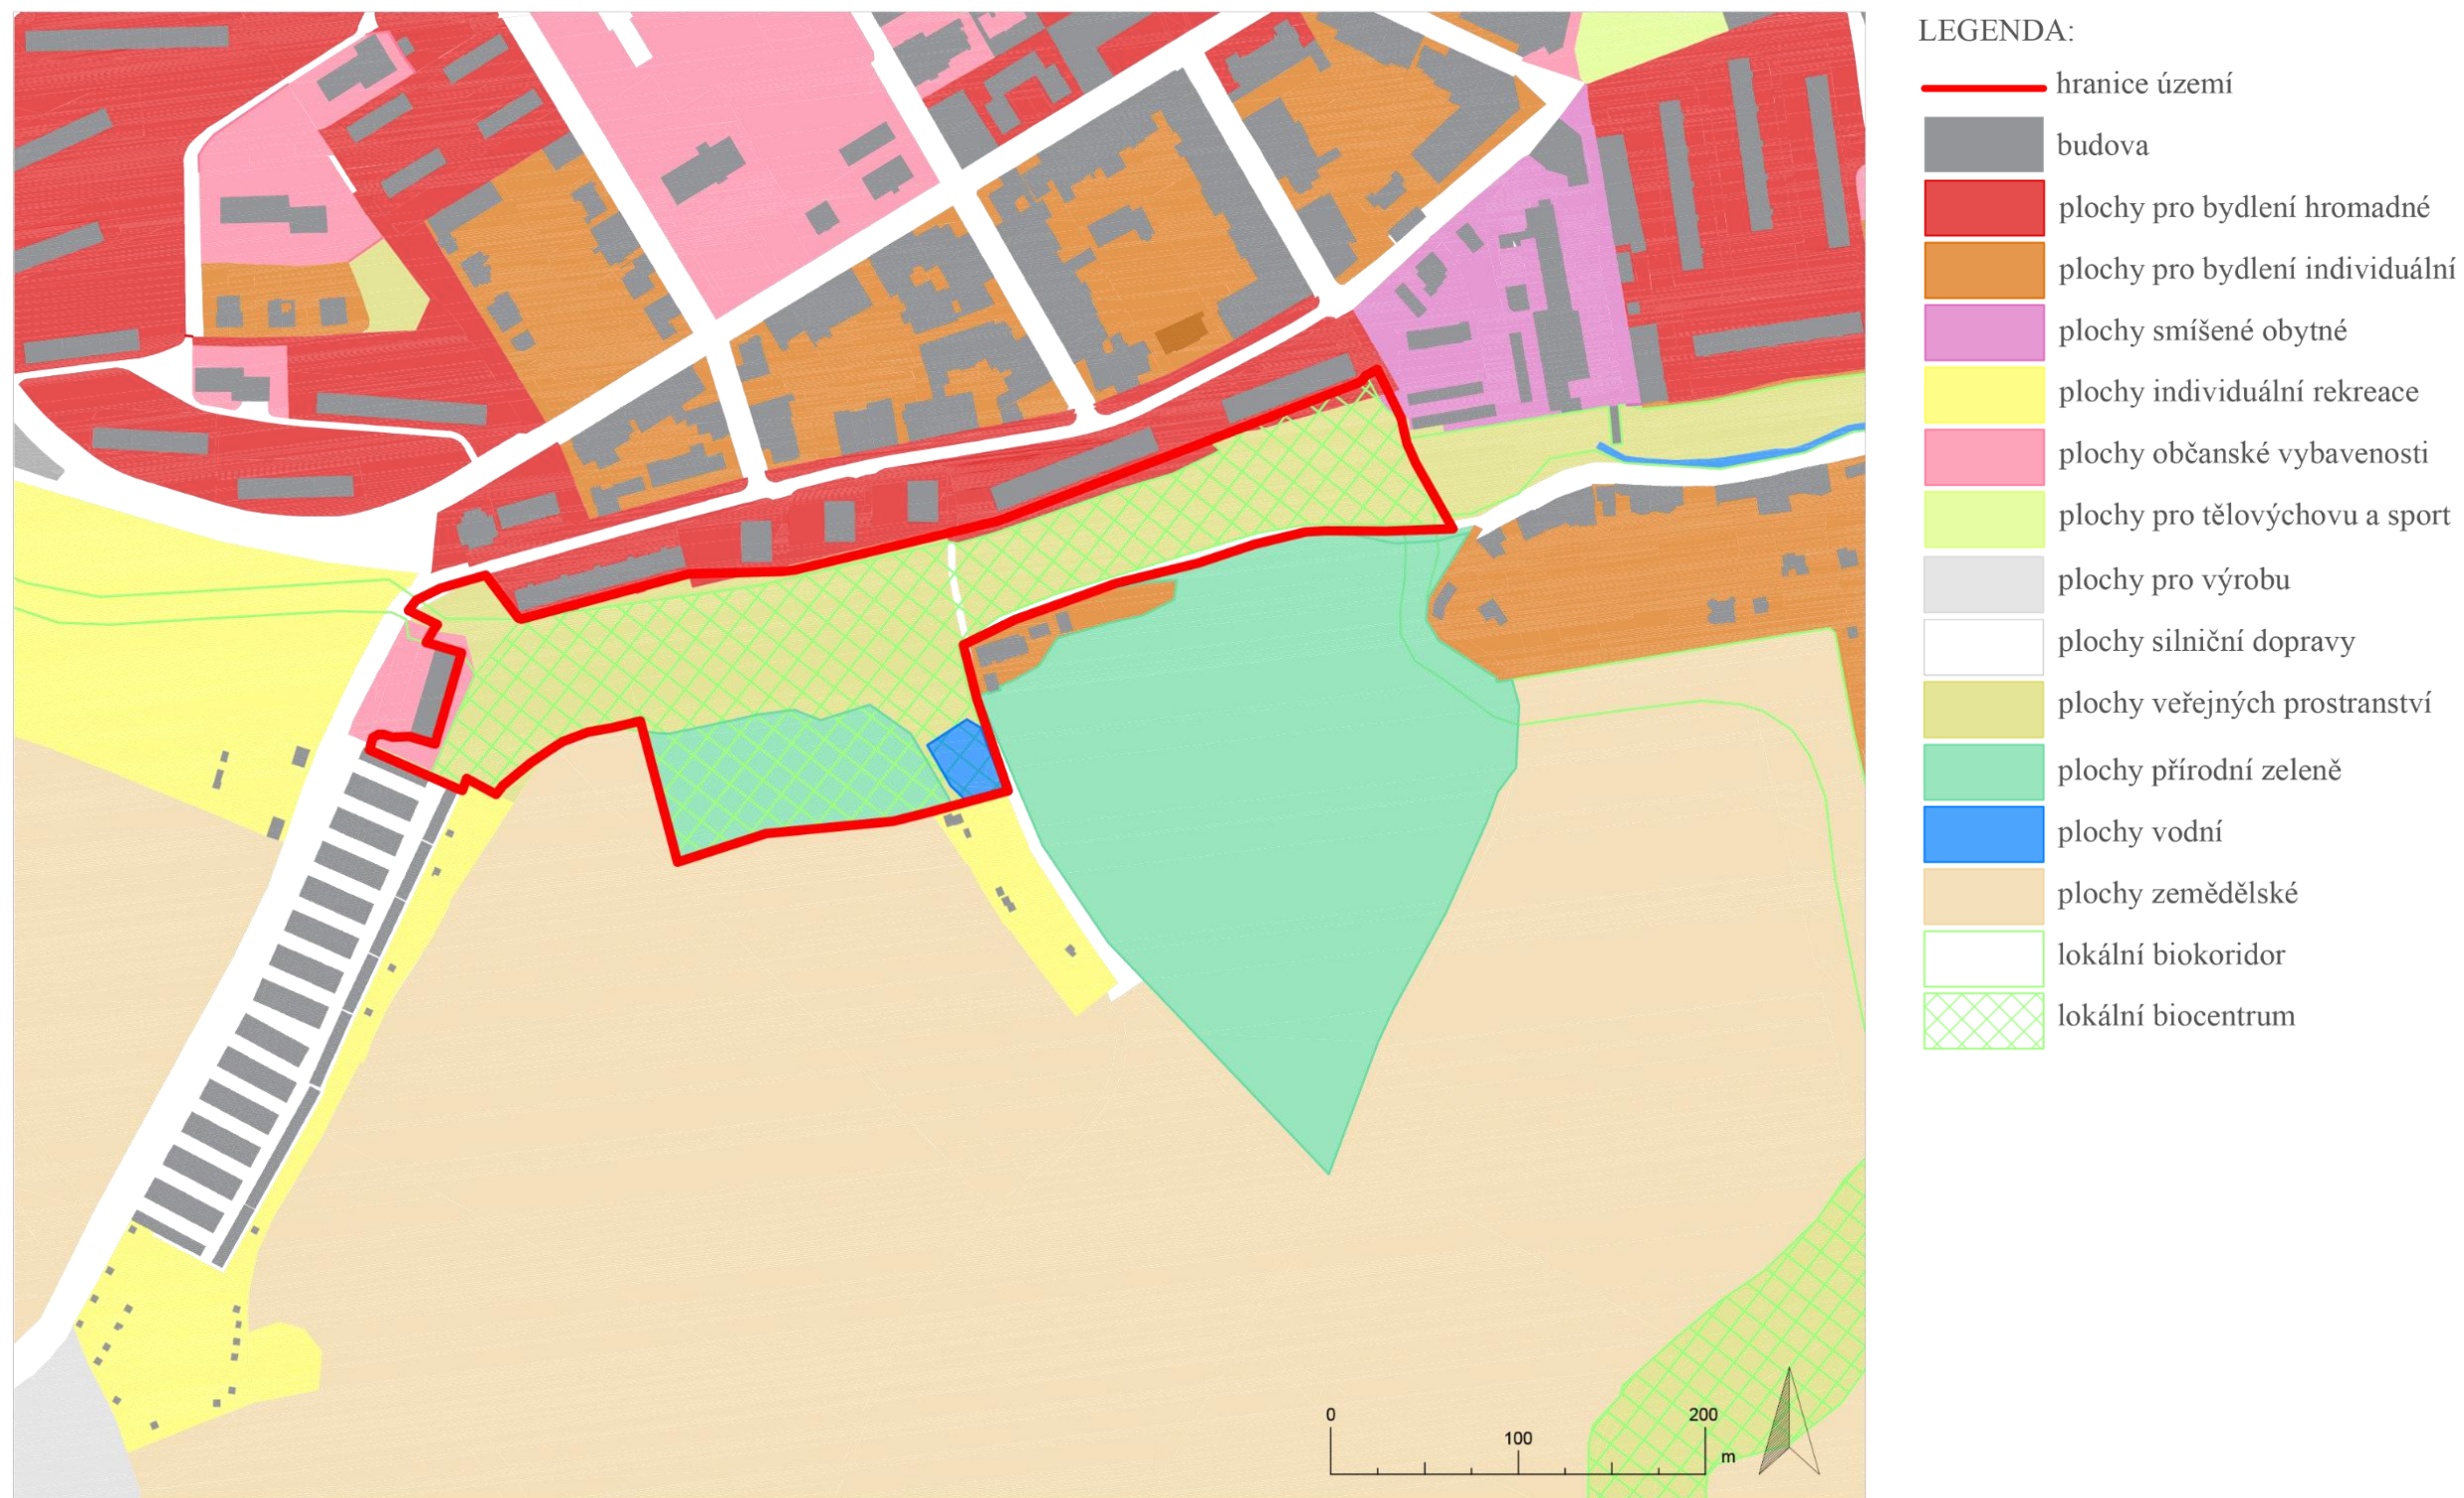 LEGENDA:
hranice území
budova
plochy pro bydlení hromadné
plochy pro bydlení individuální
plochy smíšené obytné
plochy individuální rekreace
plochy občanské vybavenosti
plochy pro tělovýchovu a sport
plochy pro výrobu
plochy silniční dopravy
plochy veřejných prostranství
plochy přírodní zeleně
plochy vodní
plochy zemědělské
lokální biokoridor
lokální biocentrum
0
200
100
m